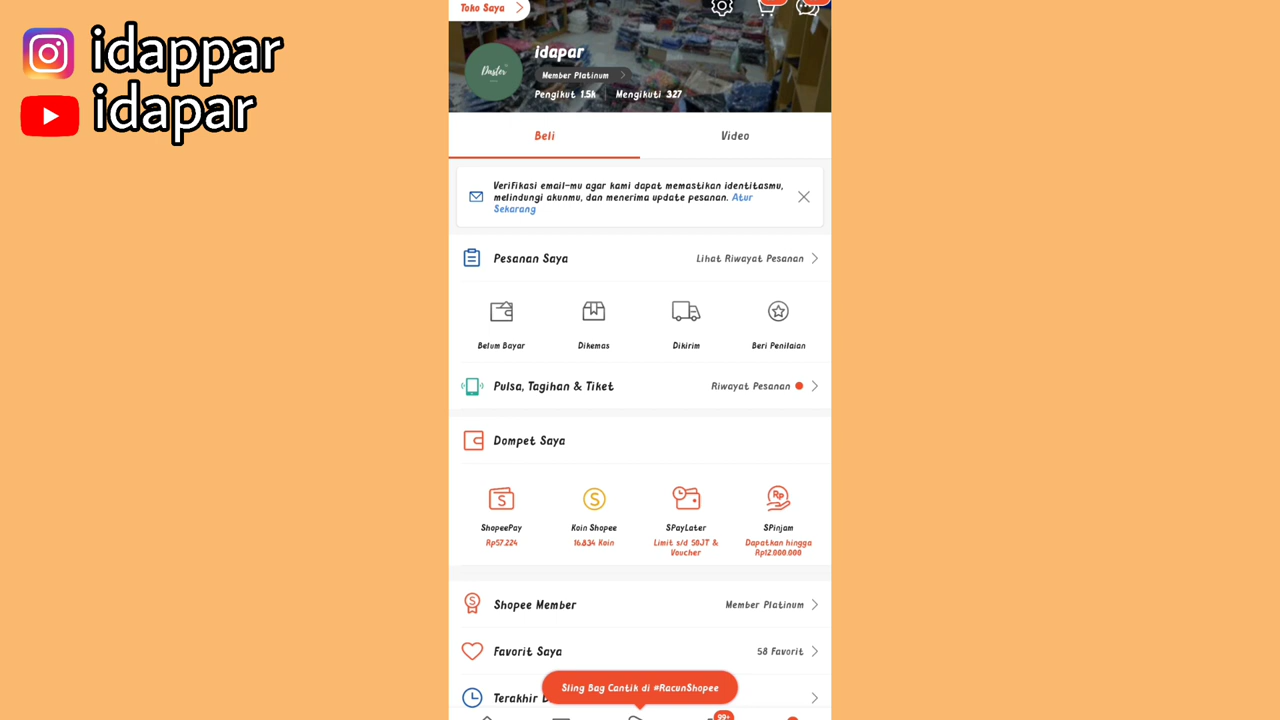 idappar
idapar
Toko Saya
idapar
Duster
Member Platinum
Pengikut 1.5k
Mengikuti 327
Beli
Video
Verifikasi email-mu agar kami dapat memastikan identitasmu,
melindungi akunmu, dan menerima update pesanan. Atur
Sekarang
Pesanan Saya
Lihat Riwayat Pesanan
Belum Bayar
Dikemas
Dikirim
Beri Penilaian
Pulsa, Tagihan & Tiket
Riwayat Pesanan
Dompet Saya
ShopeePay
Koin Shopee
SPayLater
SPinjam
Rp57.224
16.834 Koin
Limit s/d 50JT &
Voucher
Dapatkan hingga
Rp12.000.000
Shopee Member
Member Platinum
Favorit Saya
58 Favorit
Terakhir
Sling Bag Cantik di #RacunShopee
99+